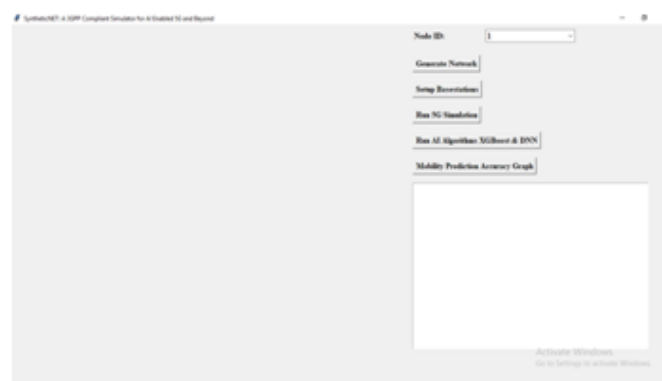 SyntheticNET: A 3GPP Compliant Simulator for AI Enabled 5G and Beyond
Node ID: 1
Generate Network
Setup Basestations
Run NG Simulation
Run AI Algorithms XGBoost & DNN
Mobility Prediction Accuracy Graph
Activate Windows
Go to Settings to activate Windows